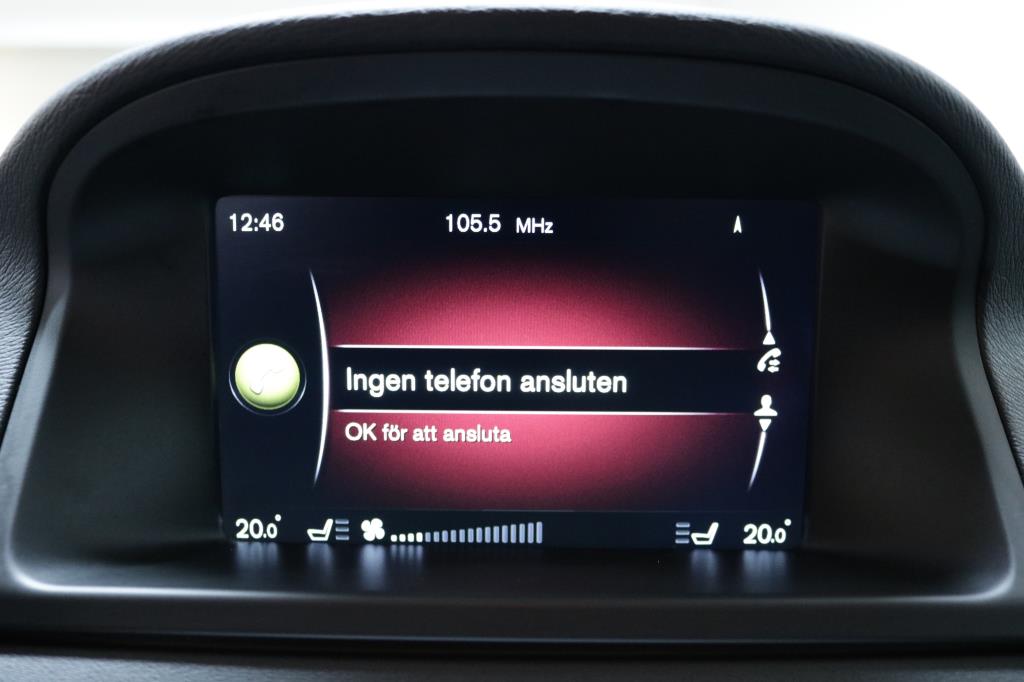 12:46 105.5 MHz
Ingen telefon ansluten
OK för att ansluta
20.0° 20.0°